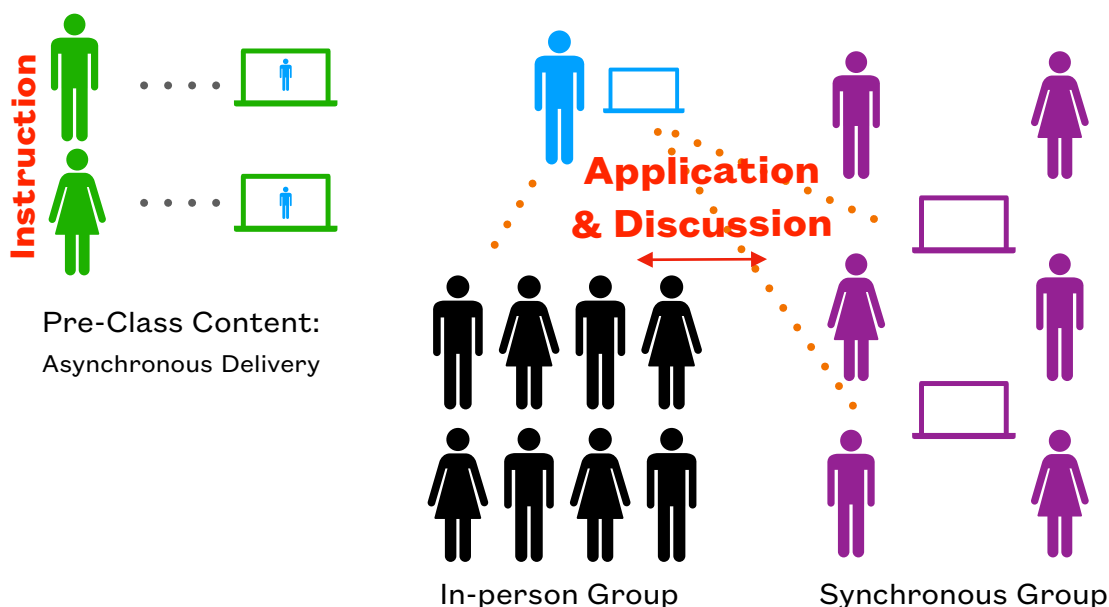 Instruction
Pre-Class Content:
Asynchronous Delivery
Application
& Discussion
In-person Group
Synchronous Group